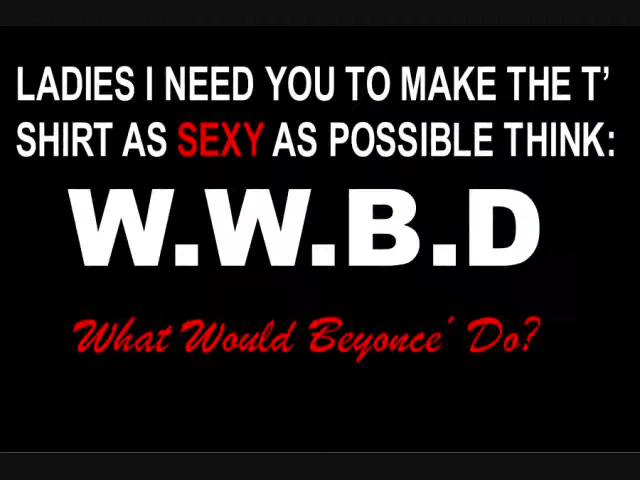 LADIES I NEED YOU TO MAKE THE T’
SHIRT AS SEXY AS POSSIBLE THINK:
W.W.B.D
What Would Beyonce´ Do?